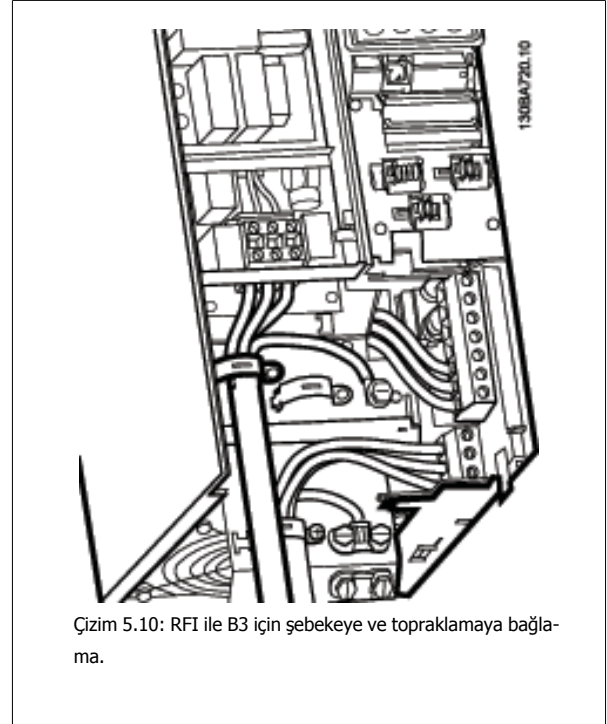 130BA720.10
Çizim 5.10: RFI ile B3 için şebekeye ve topraklamaya bağla-
ma.